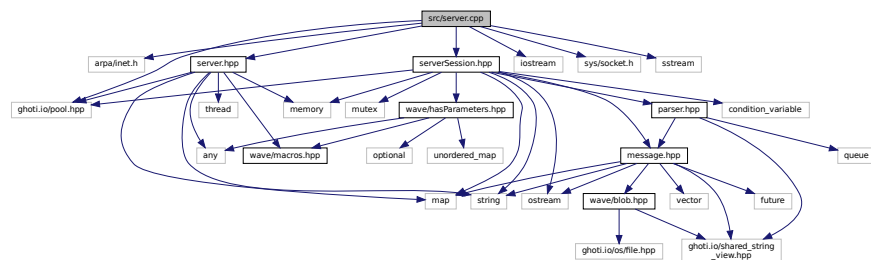 src/server.cpp
arpa/inet.h
server.hpp
serverSession.hpp
iostream
sys/socket.h
sstream
ghoti.io/pool.hpp
thread
memory
mutex
wave/hasParameters.hpp
parser.hpp
condition_variable
any
wave/macros.hpp
optional
unordered_map
message.hpp
queue
map
string
ostream
wave/blob.hpp
vector
future
ghoti.io/os/file.hpp
ghoti.io/shared_string
_view.hpp